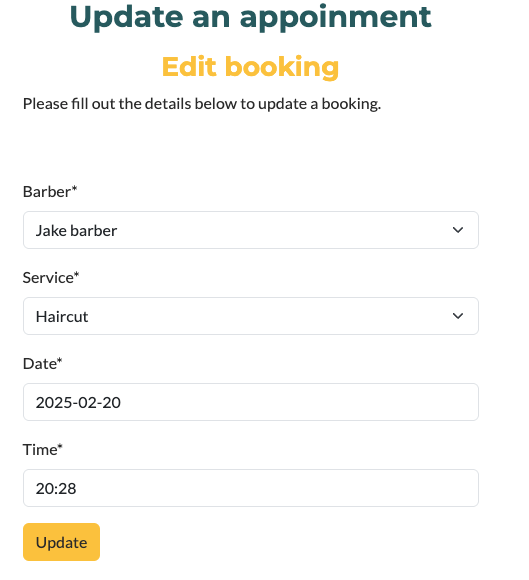 Update an appoinment
Edit booking
Please fill out the details below to update a booking.
Barber*
Jake barber
Service*
Haircut
Date*
2025-02-20
Time*
20:28
Update